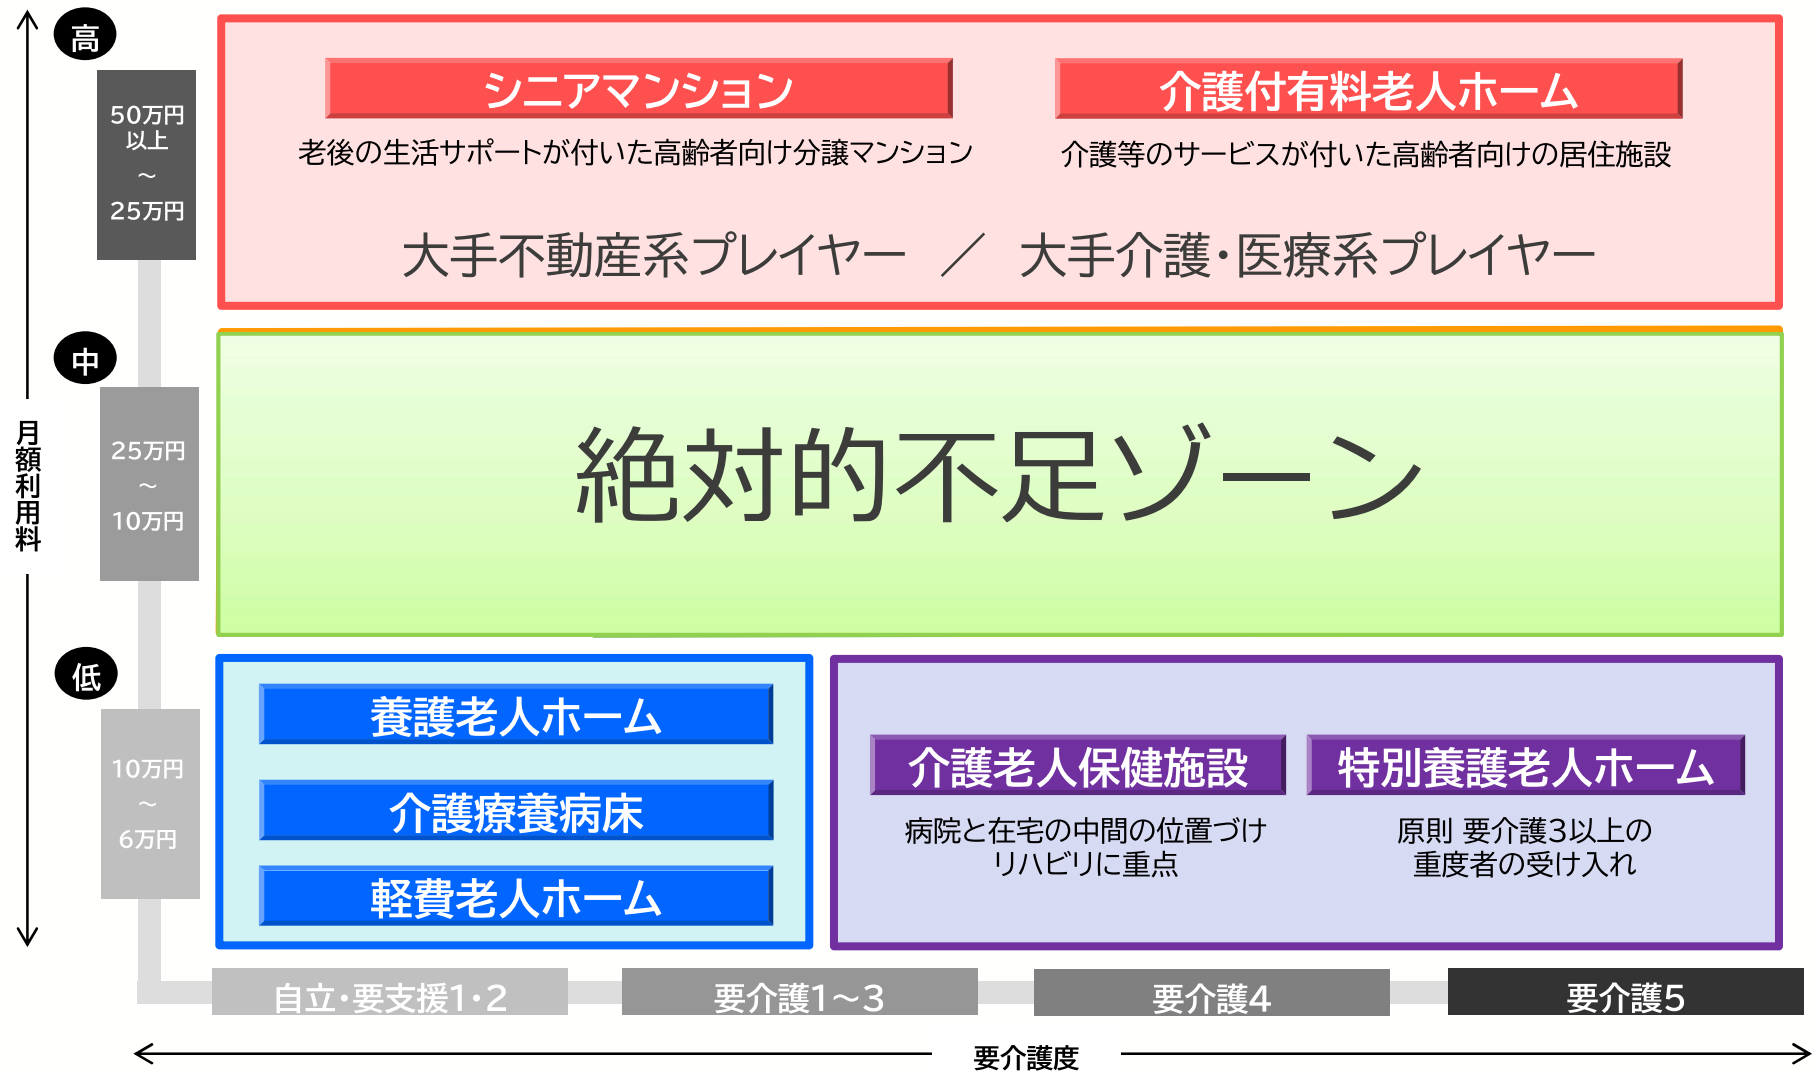 高
50万円
以上
～
25万円
シニアマンション
老後の生活サポートが付いた高齢者向け分譲マンション
介護付有料老人ホーム
介護等のサービスが付いた高齢者向けの居住施設
大手不動産系プレイヤー ／ 大手介護・医療系プレイヤー
中
25万円
～
10万円
絶対的不足ゾーン
月額利用料
低
10万円
～
6万円
養護老人ホーム
介護療養病床
軽費老人ホーム
介護老人保健施設
病院と在宅の中間の位置づけ
リハビリに重点
特別養護老人ホーム
原則 要介護3以上の
重度者の受け入れ
自立・要支援1・2
要介護1～3
要介護4
要介護5
要介護度